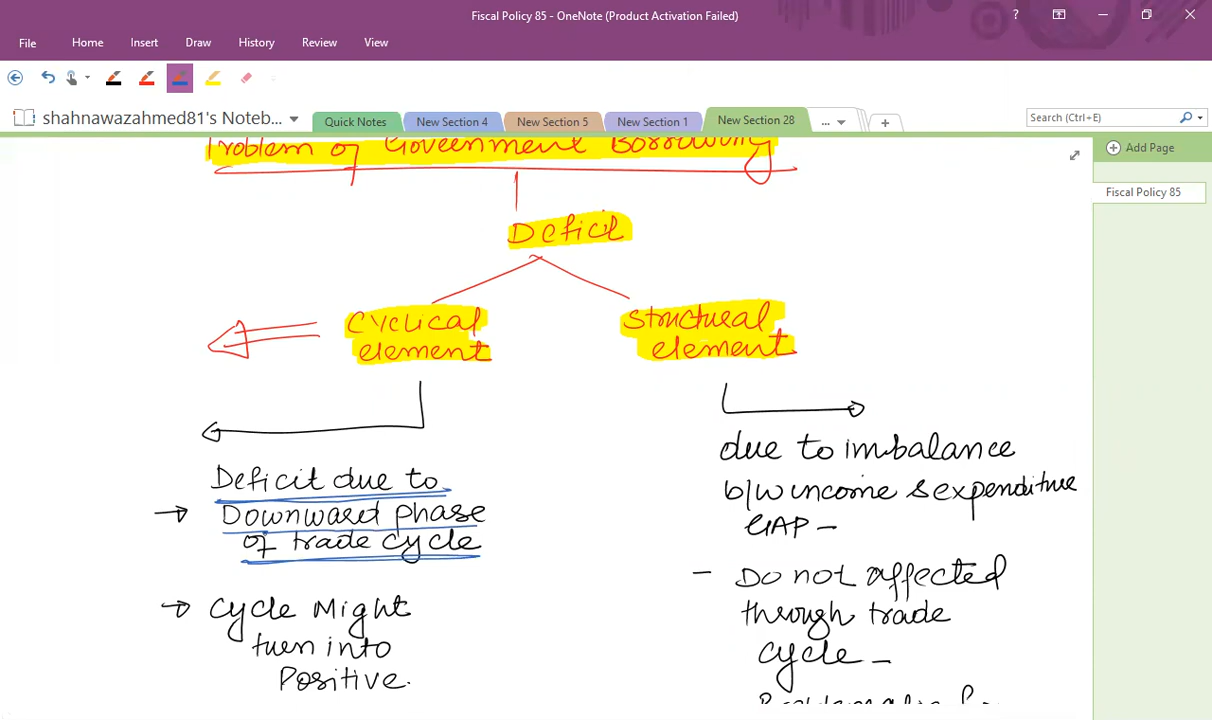 Fiscal Policy 85 - OneNote (Product Activation Failed)
?
File Home Insert Draw History Review View
shahnawazahmed81's Noteb...
Quick Notes New Section 4 New Section 5 New Section 1 New Section 28 ...
Search (Ctrl+E)
Add Page
Fiscal Policy 85
Problem of Goveenment Borrowing
Deficit
Cyclical
element
Structural
element
Deficit due to
Downward phase
of trade cycle
Cycle Might
turn into
Positive.
due to imbalance
b/w income & expenditure
GAP -
- Do not affected
through trade
cycle -